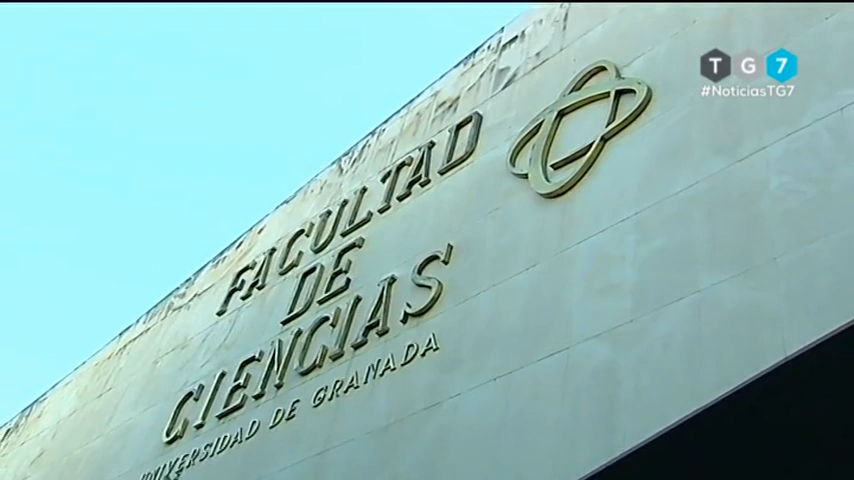 TG7
#NoticiasTG7
FACULTAD
DE
CIENCIAS
UNIVERSIDAD DE GRANADA